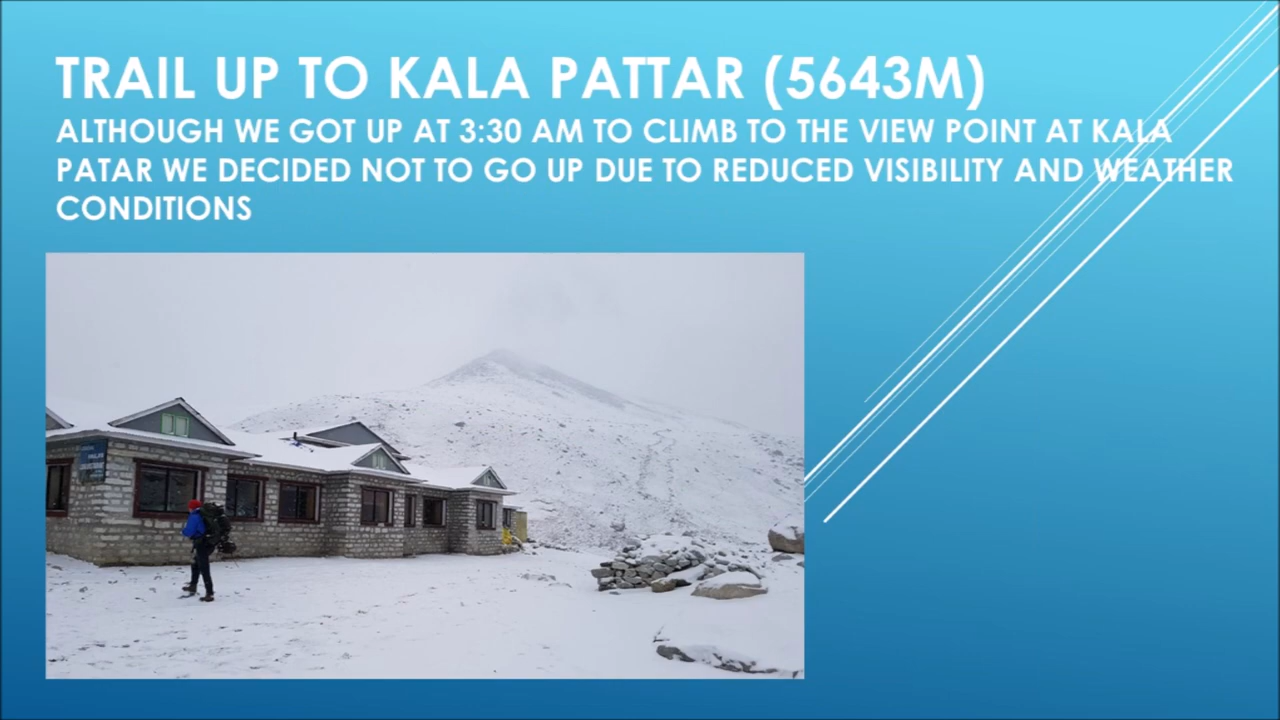 TRAIL UP TO KALA PATTAR (5643M)
ALTHOUGH WE GOT UP AT 3:30 AM TO CLIMB TO THE VIEW POINT AT KALA
PATAR WE DECIDED NOT TO GO UP DUE TO REDUCED VISIBILITY AND WEATHER
CONDITIONS